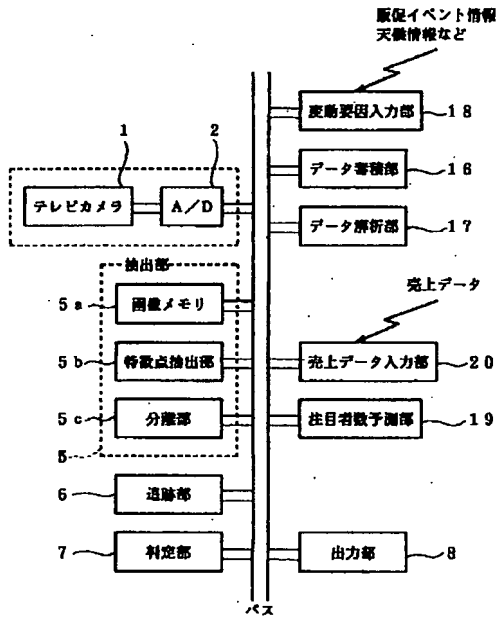 販促イベント情報
天候情報など
変動要因入力部
18
1
2
データ蓄積部
16
テレビカメラ
A/D
データ解析部
17
抽出部
売上データ
5a
画像メモリ
5b
特徴点抽出部
売上データ入力部
20
5c
分離部
注目者数予測部
19
5
6
追跡部
7
判定部
出力部
8
バス